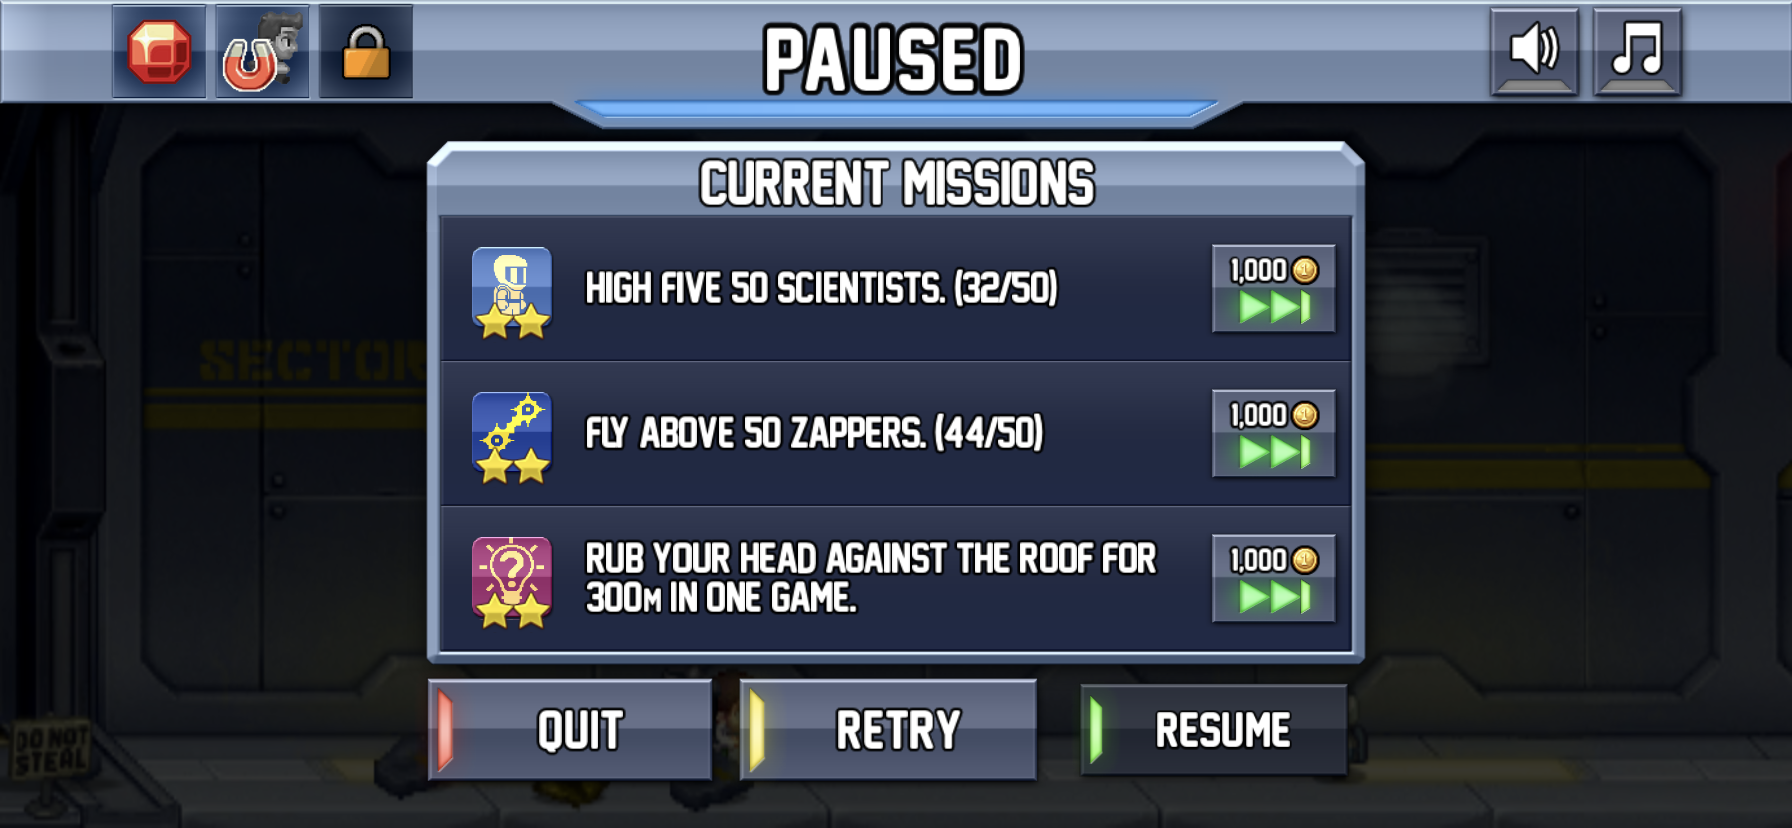 PAUSED
CURRENT MISSIONS
HIGH FIVE 50 SCIENTISTS. (32/50)
1,000
FLY ABOVE 50 ZAPPERS. (44/50)
1,000
RUB YOUR HEAD AGAINST THE ROOF FOR
300M IN ONE GAME.
1,000
SECTOR
DO NOT
STEAL
QUIT
RETRY
RESUME